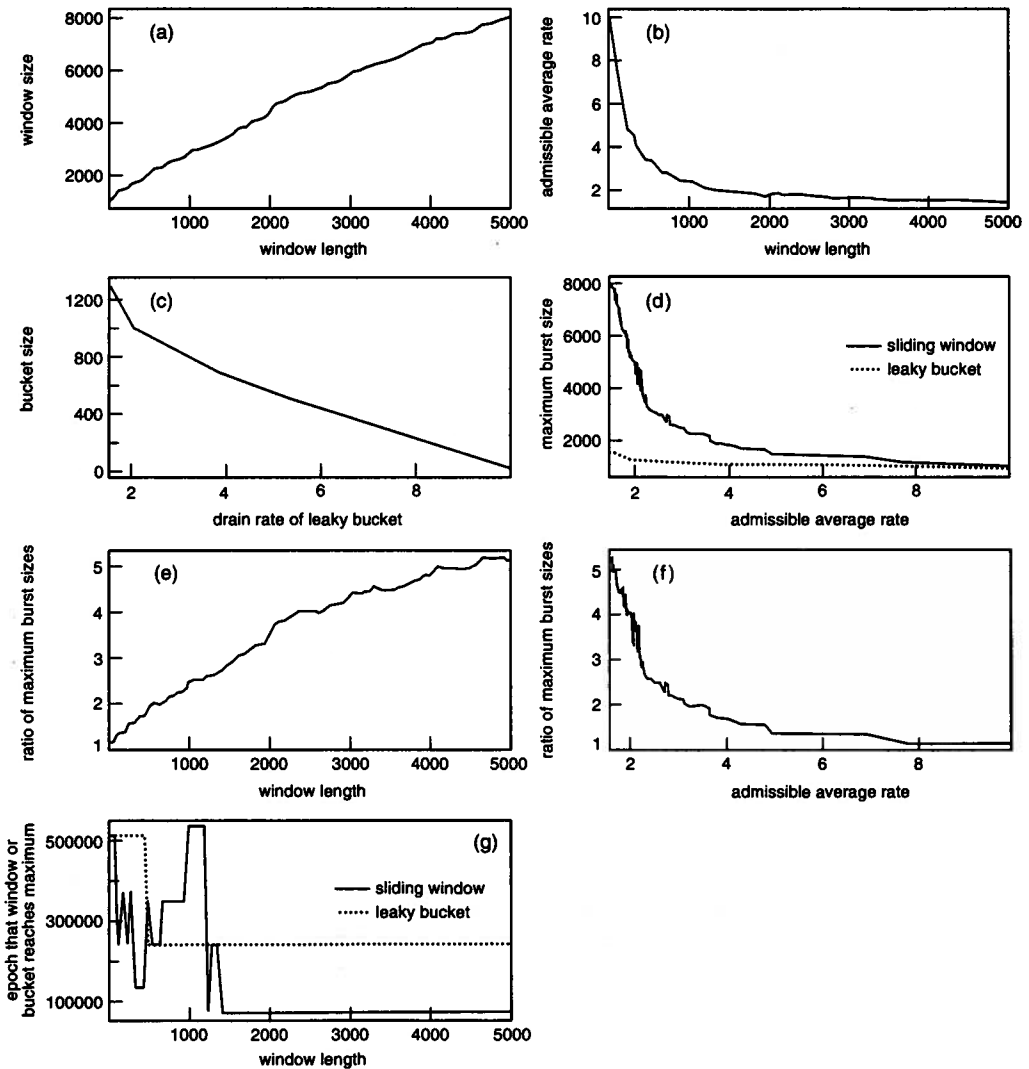 (a)
window size
8000
6000
4000
2000
1000 2000 3000 4000 5000
window length
(b)
admissible average rate
10
8
6
4
2
1000 2000 3000 4000 5000
window length
(c)
bucket size
1200
800
400
0
2 4 6 8
drain rate of leaky bucket
(d)
maximum burst size
8000
6000
4000
2000
sliding window
leaky bucket
2 4 6 8
admissible average rate
(e)
ratio of maximum burst sizes
5
4
3
2
1
1000 2000 3000 4000 5000
window length
(f)
ratio of maximum burst sizes
5
4
3
2
1
2 4 6 8
admissible average rate
(g)
epoch that window or
bucket reaches maximum
500000
300000
100000
sliding window
leaky bucket
1000 2000 3000 4000 5000
window length